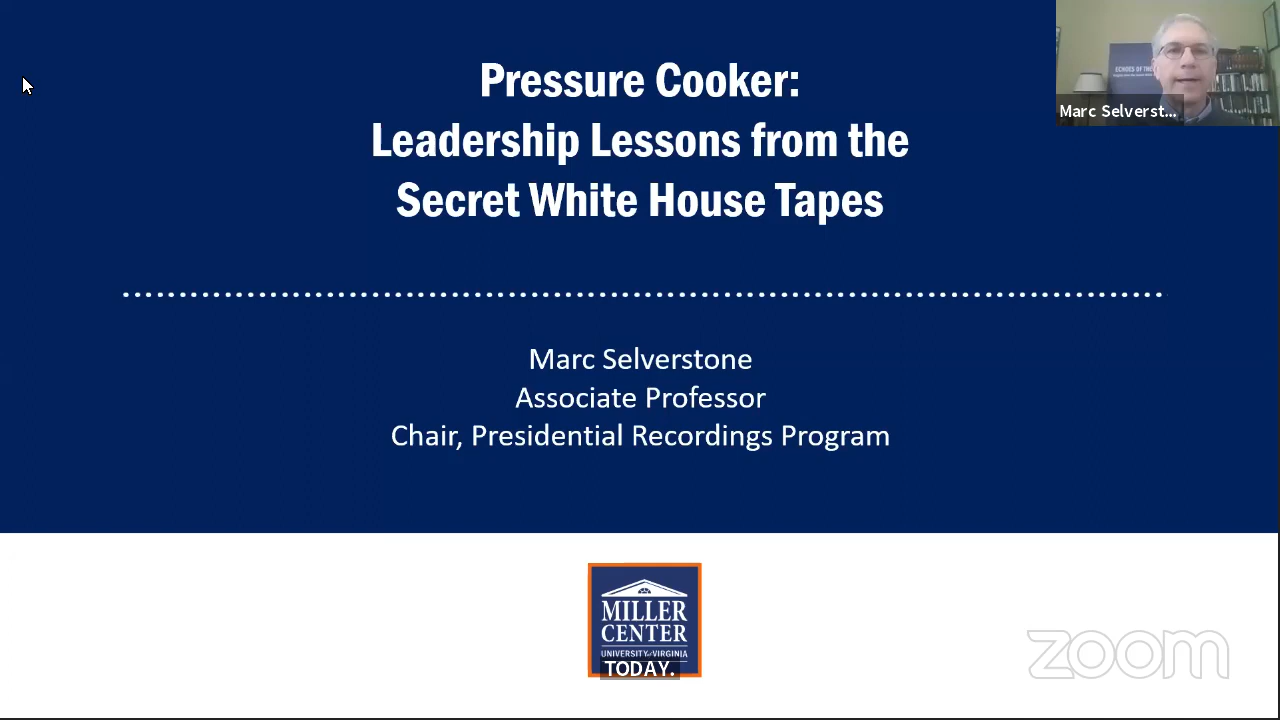 Pressure Cooker:
Leadership Lessons from the
Secret White House Tapes
Marc Selverst...
Marc Selverstone
Associate Professor
Chair, Presidential Recordings Program
MILLER
CENTER
UNIVERSITY of VIRGINIA
TODAY.
zoom